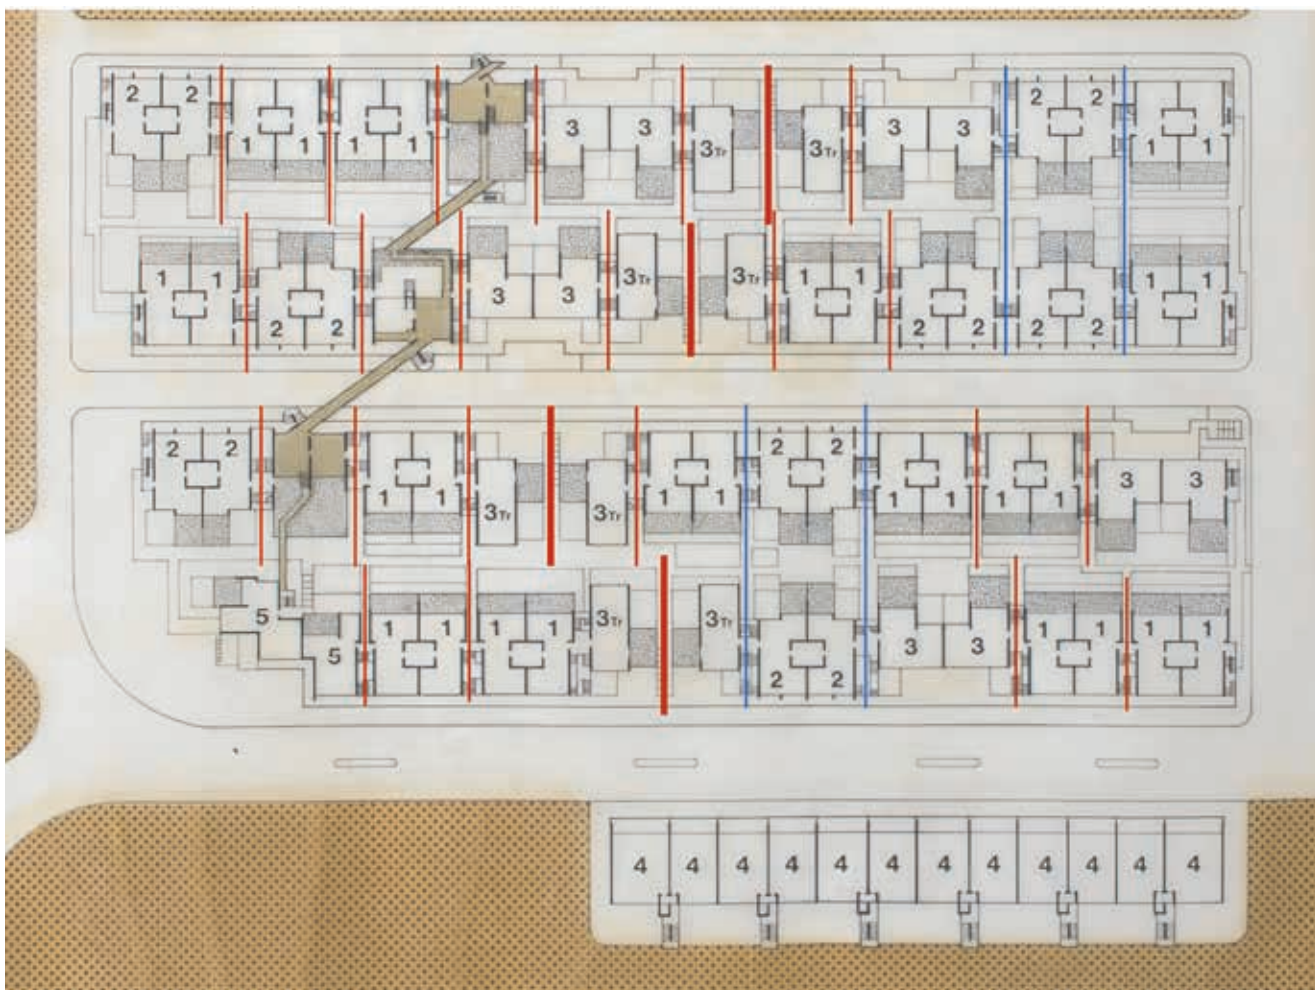 2 2 1 1 1 1 3 3 3Tr 3Tr 3 3 2 2 1 1
1 1 2 2 3 3 3Tr 3Tr 1 1 2 2 2 2 1 1
2 2 1 1 3Tr 3Tr 1 1 2 2 1 1 1 1 3 3
5 5 1 1 1 1 3Tr 3Tr 2 2 3 3 1 1 1 1
4 4 4 4 4 4 4 4 4 4 4 4